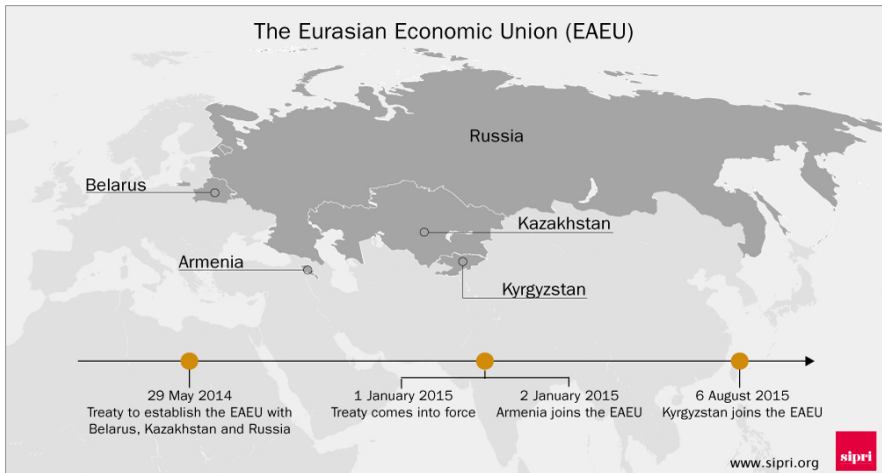 The Eurasian Economic Union (EAEU)
Russia
Belarus
Kazakhstan
Armenia
Kyrgyzstan
29 May 2014
Treaty to establish the EAEU with
Belarus, Kazakhstan and Russia
1 January 2015
Treaty comes into force
2 January 2015
Armenia joins the EAEU
6 August 2015
Kyrgyzstan joins the EAEU
www.sipri.org
sipri